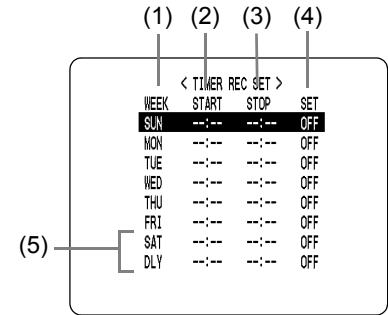 (1) (2) (3) (4)
< TIMER REC SET >
WEEK START STOP SET
SUN --:-- --:-- OFF
MON --:-- --:-- OFF
TUE --:-- --:-- OFF
WED --:-- --:-- OFF
THU --:-- --:-- OFF
FRI --:-- --:-- OFF
(5) SAT --:-- --:-- OFF
DLY --:-- --:-- OFF